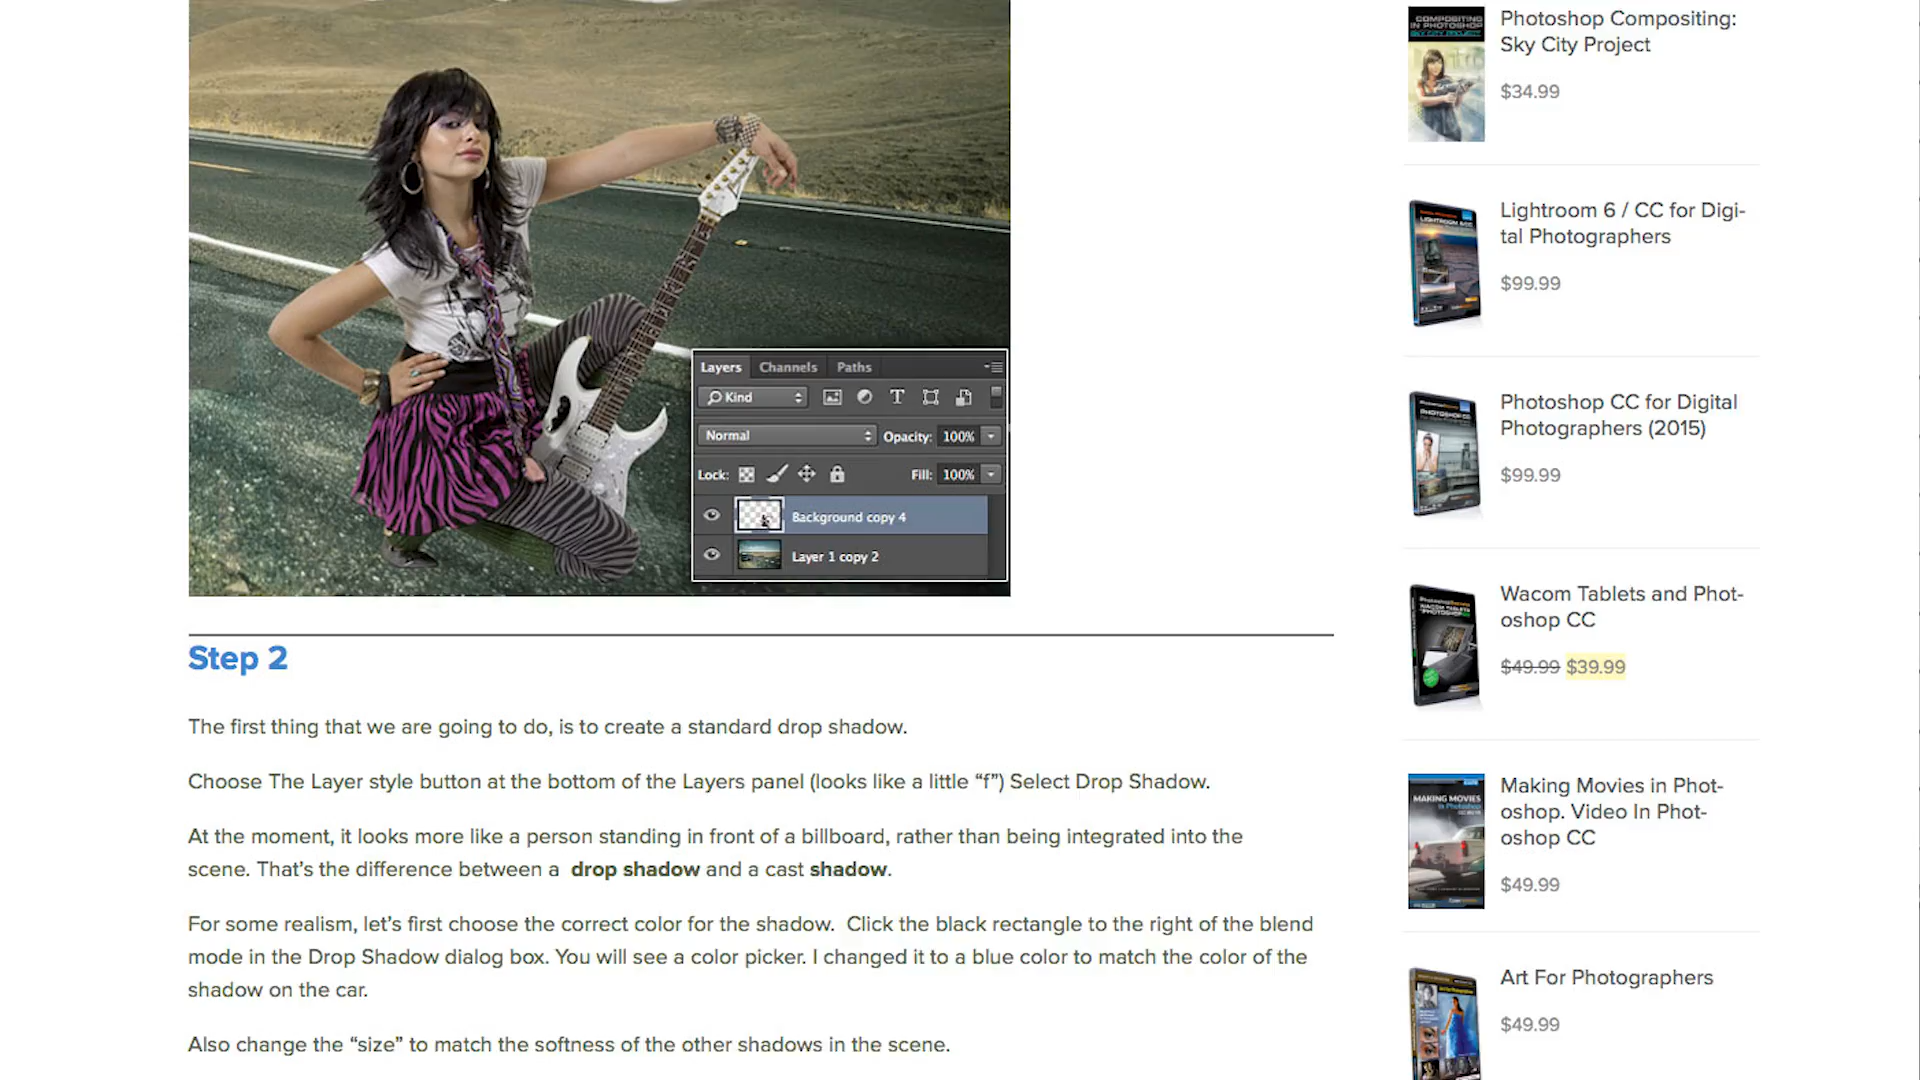 Layers Channels Paths
Kind
T
Normal Opacity: 100%
Lock: Fill: 100%
Background copy 4
Layer 1 copy 2
Step 2
The first thing that we are going to do, is to create a standard drop shadow.
Choose The Layer style button at the bottom of the Layers panel (looks like a little “f”) Select Drop Shadow.
At the moment, it looks more like a person standing in front of a billboard, rather than being integrated into the
scene. That’s the difference between a drop shadow and a cast shadow.
For some realism, let’s first choose the correct color for the shadow. Click the black rectangle to the right of the blend
mode in the Drop Shadow dialog box. You will see a color picker. I changed it to a blue color to match the color of the
shadow on the car.
Also change the “size” to match the softness of the other shadows in the scene.
COMPOSITING
IN PHOTOSHOP
SKY CITY PROJECT
Photoshop Compositing:
Sky City Project
$34.99
Lightroom 6 / CC for Digi-
tal Photographers
$99.99
Photoshop CC for Digital
Photographers (2015)
$99.99
Wacom Tablets and Phot-
oshop CC
$49.99 $39.99
MAKING MOVIES
in Photoshop
Making Movies in Phot-
oshop. Video In Phot-
oshop CC
$49.99
Art For Photographers
$49.99